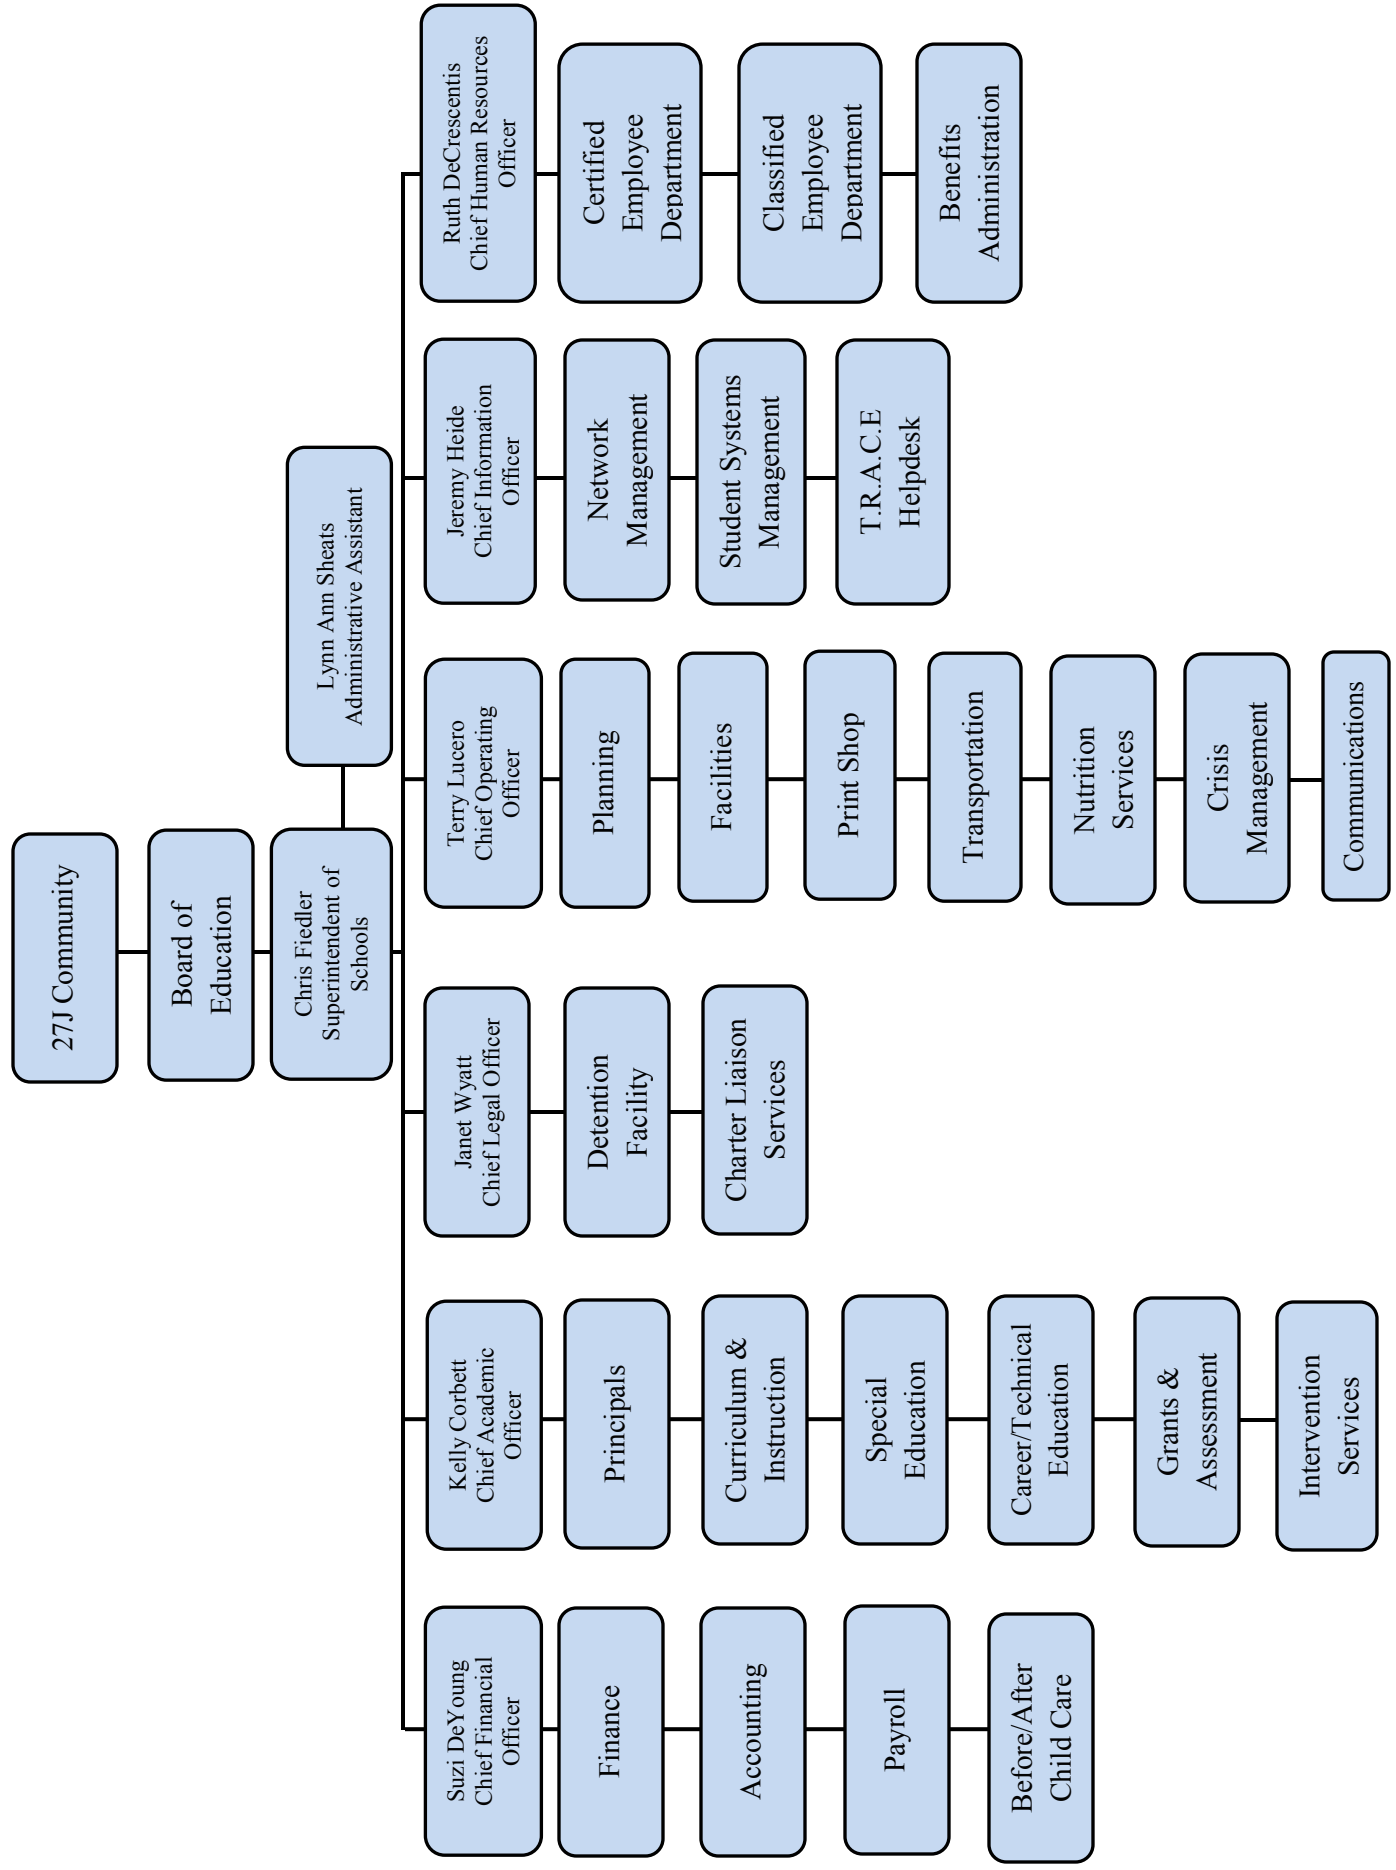 27J Community
Board of
Education
Chris Fiedler
Superintendent of
Schools
Lynn Ann Sheats
Administrative Assistant
Suzi DeYoung
Chief Financial
Officer
Finance
Accounting
Payroll
Before/After
Child Care
Kelly Corbett
Chief Academic
Officer
Principals
Curriculum &
Instruction
Special
Education
Career/Technical
Education
Grants &
Assessment
Intervention
Services
Janet Wyatt
Chief Legal Officer
Detention
Facility
Charter Liaison
Services
Terry Lucero
Chief Operating
Officer
Planning
Facilities
Print Shop
Transportation
Nutrition
Services
Crisis
Management
Communications
Jeremy Heide
Chief Information
Officer
Network
Management
Student Systems
Management
T.R.A.C.E
Helpdesk
Ruth DeCrescentis
Chief Human Resources
Officer
Certified
Employee
Department
Classified
Employee
Department
Benefits
Administration